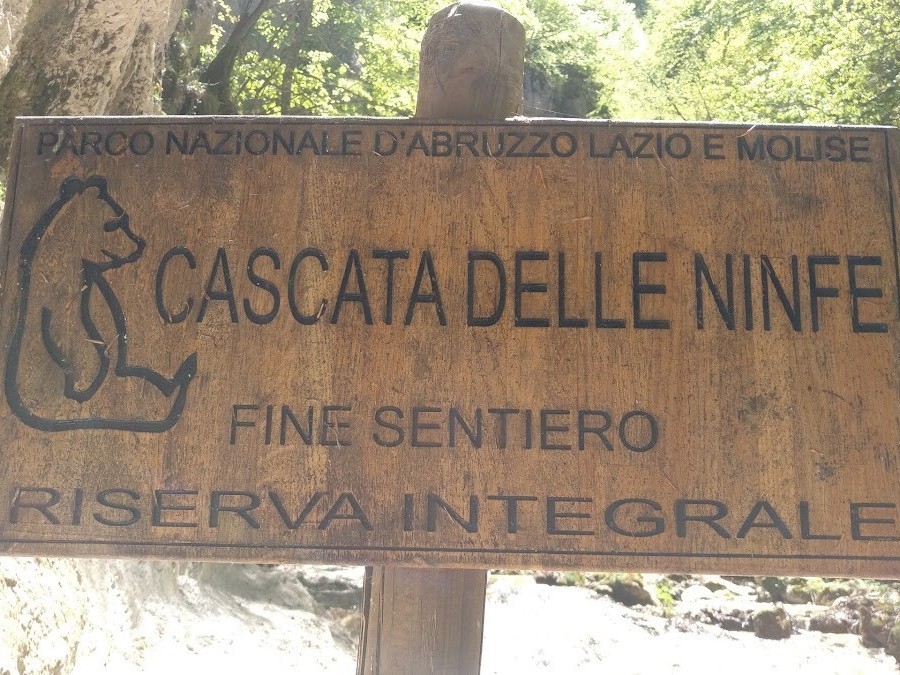 PARCO NAZIONALE D'ABRUZZO LAZIO E MOLISE
CASCATA DELLE NINFE
FINE SENTIERO
RISERVA INTEGRALE